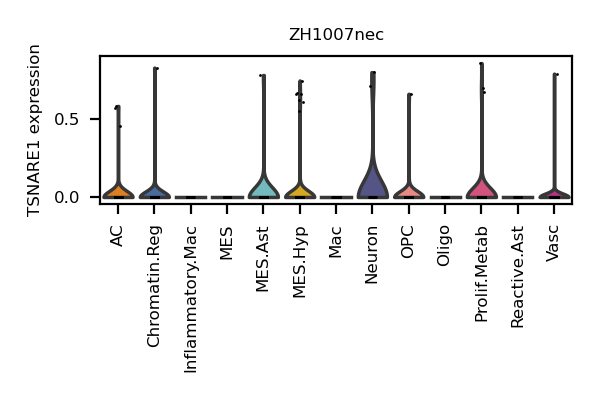 ZH1007nec
TSNARE1 expression
0.5
0.0
AC
Chromatin.Reg
Inflammatory.Mac
MES
MES.Ast
MES.Hyp
Mac
Neuron
OPC
Oligo
Prolif.Metab
Reactive.Ast
Vasc